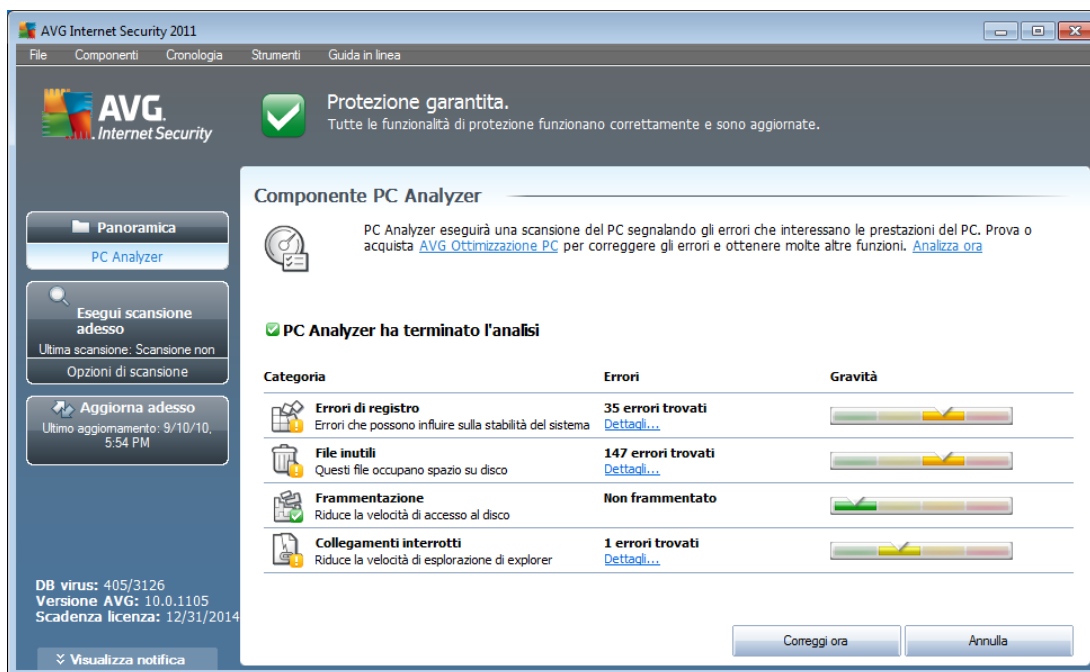 AVG Internet Security 2011
File Componenti Cronologia Strumenti Guida in linea
AVG.
Internet Security
Protezione garantita.
Tutte le funzionalità di protezione funzionano correttamente e sono aggiornate.
Panoramica
PC Analyzer
Esegui scansione
adesso
Ultima scansione: Scansione non
Opzioni di scansione
Aggiorna adesso
Ultimo aggiornamento: 9/10/10,
5:54 PM
DB virus: 405/3126
Versione AVG: 10.0.1105
Scadenza licenza: 12/31/2014
Visualizza notifica
Componente PC Analyzer
PC Analyzer eseguirà una scansione del PC segnalando gli errori che interessano le prestazioni del PC. Prova o
acquista AVG Ottimizzazione PC per correggere gli errori e ottenere molte altre funzioni. Analizza ora
PC Analyzer ha terminato l'analisi
Categoria Errori Gravità
Errori di registro 35 errori trovati
Errori che possono influire sulla stabilità del sistema Dettagli...
File inutili 147 errori trovati
Questi file occupano spazio su disco Dettagli...
Frammentazione Non frammentato
Riduce la velocità di accesso al disco
Collegamenti interrotti 1 errori trovati
Riduce la velocità di esplorazione di explorer Dettagli...
Correggi ora Annulla